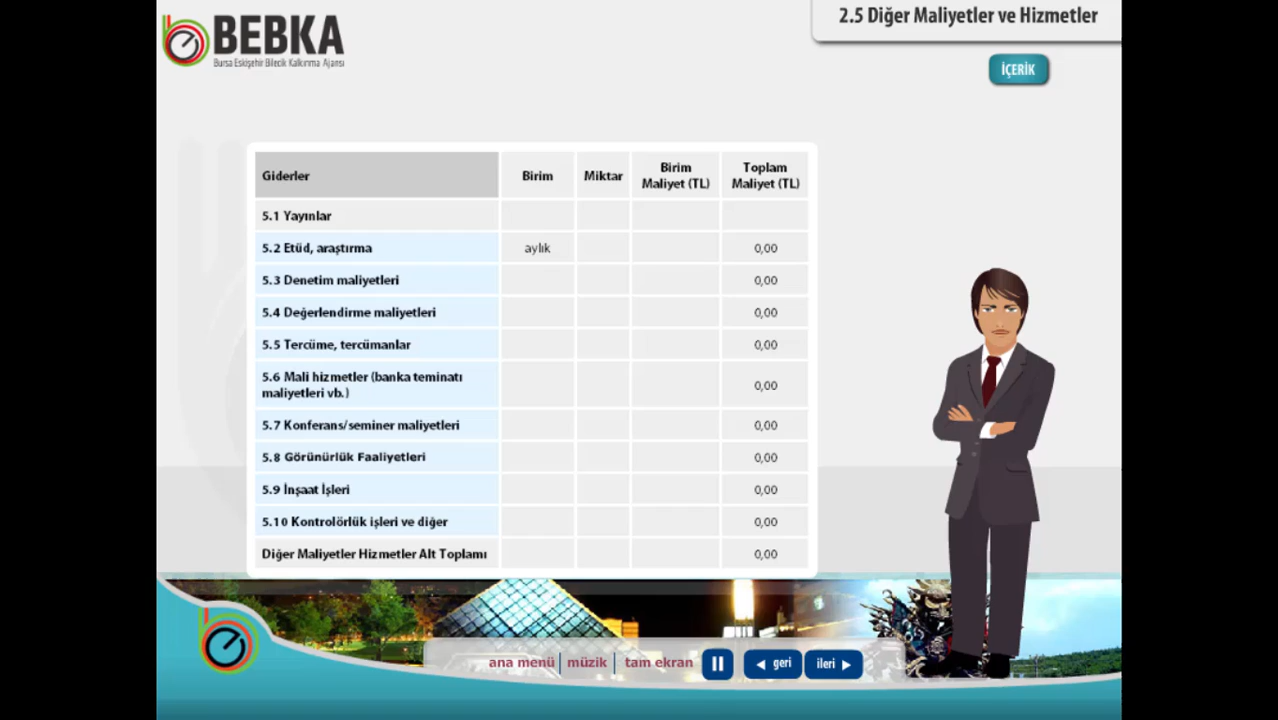 BEBKA
Bursa Eskişehir Bilecik Kalkınma Ajansı
2.5 Diğer Maliyetler ve Hizmetler
İÇERİK
Giderler Birim Miktar Birim Maliyet (TL) Toplam Maliyet (TL)
5.1 Yayınlar
5.2 Etüd, araştırma aylık 0,00
5.3 Denetim maliyetleri 0,00
5.4 Değerlendirme maliyetleri 0,00
5.5 Tercüme, tercümanlar 0,00
5.6 Mali hizmetler (banka teminatı
maliyetleri vb.) 0,00
5.7 Konferans/seminer maliyetleri 0,00
5.8 Görünürlük Faaliyetleri 0,00
5.9 İnşaat İşleri 0,00
5.10 Kontrolörlük işleri ve diğer 0,00
Diğer Maliyetler Hizmetler Alt Toplamı 0,00
ana menü müzik tam ekran geri ileri